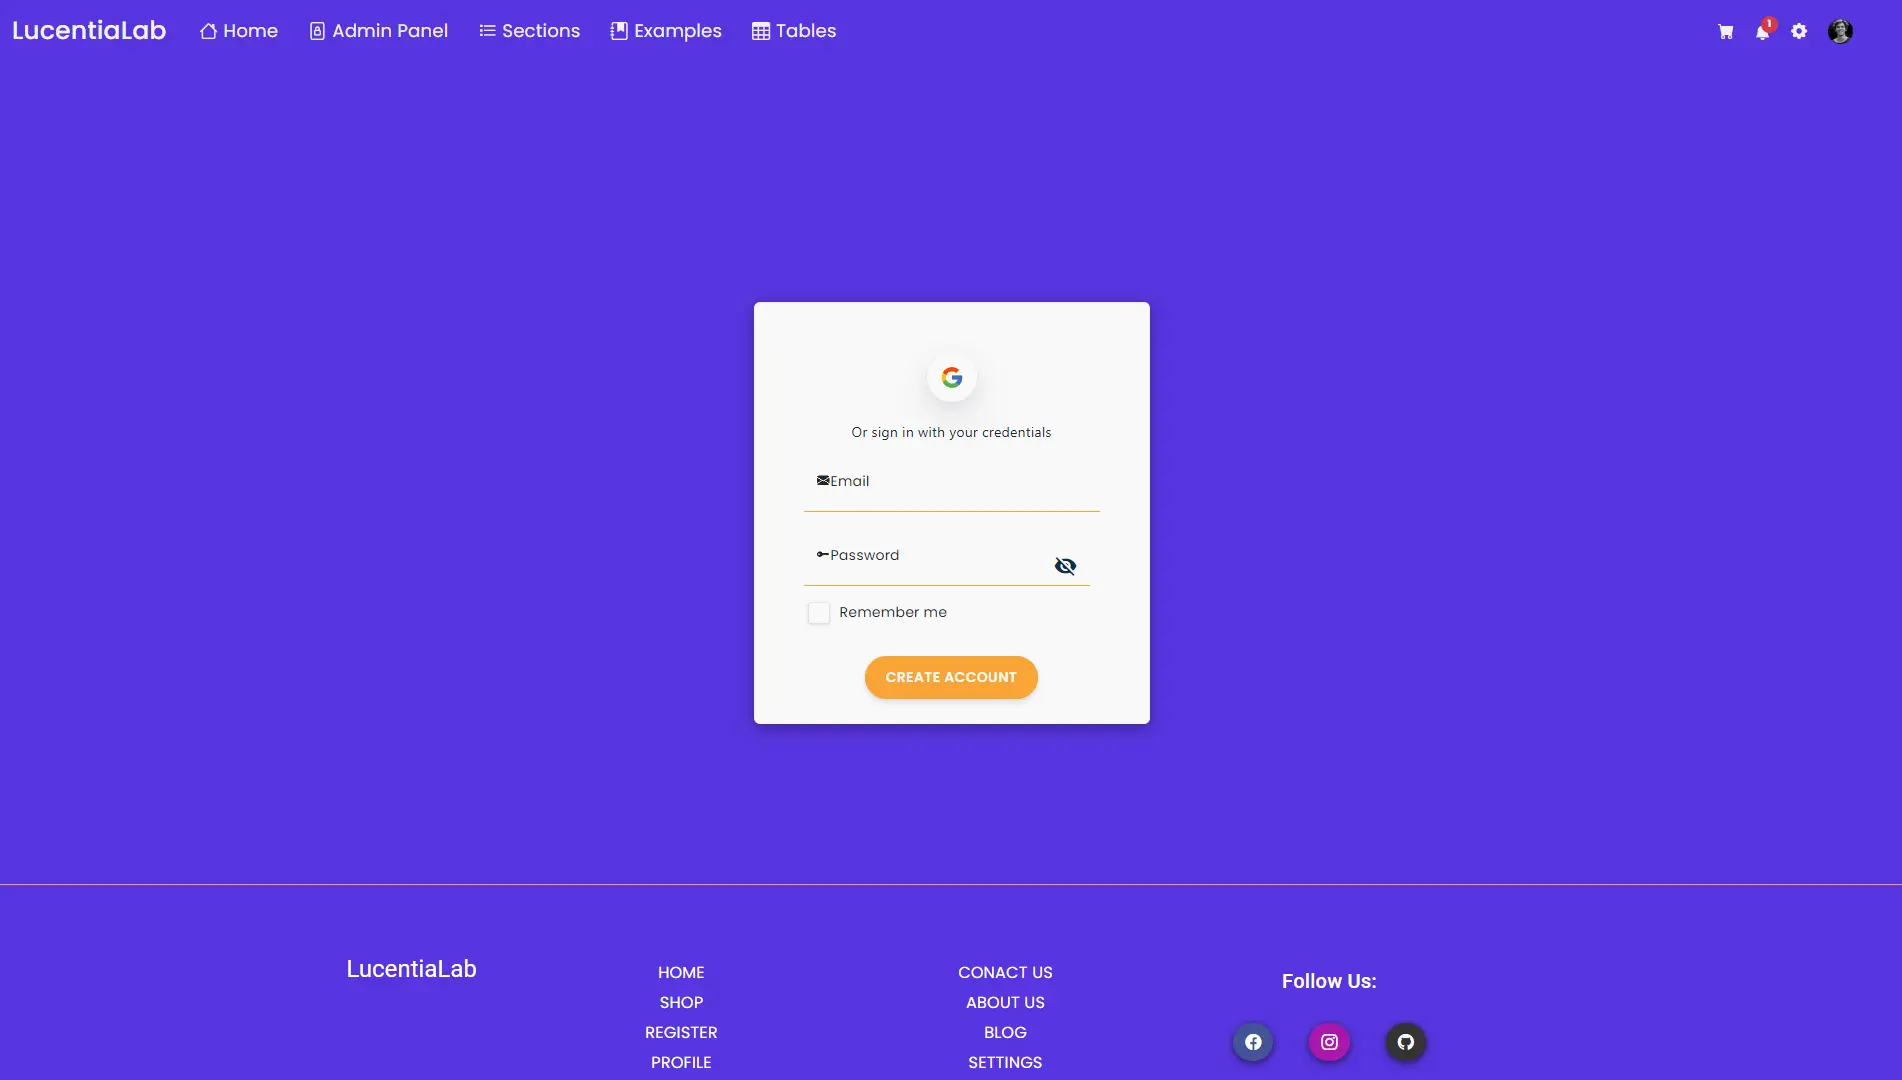 LucentiaLab Home Admin Panel Sections Examples Tables 1
Or sign in with your credentials
Email
Password
Remember me
CREATE ACCOUNT
LucentiaLab
HOME
SHOP
REGISTER
PROFILE
CONACT US
ABOUT US
BLOG
SETTINGS
Follow Us: